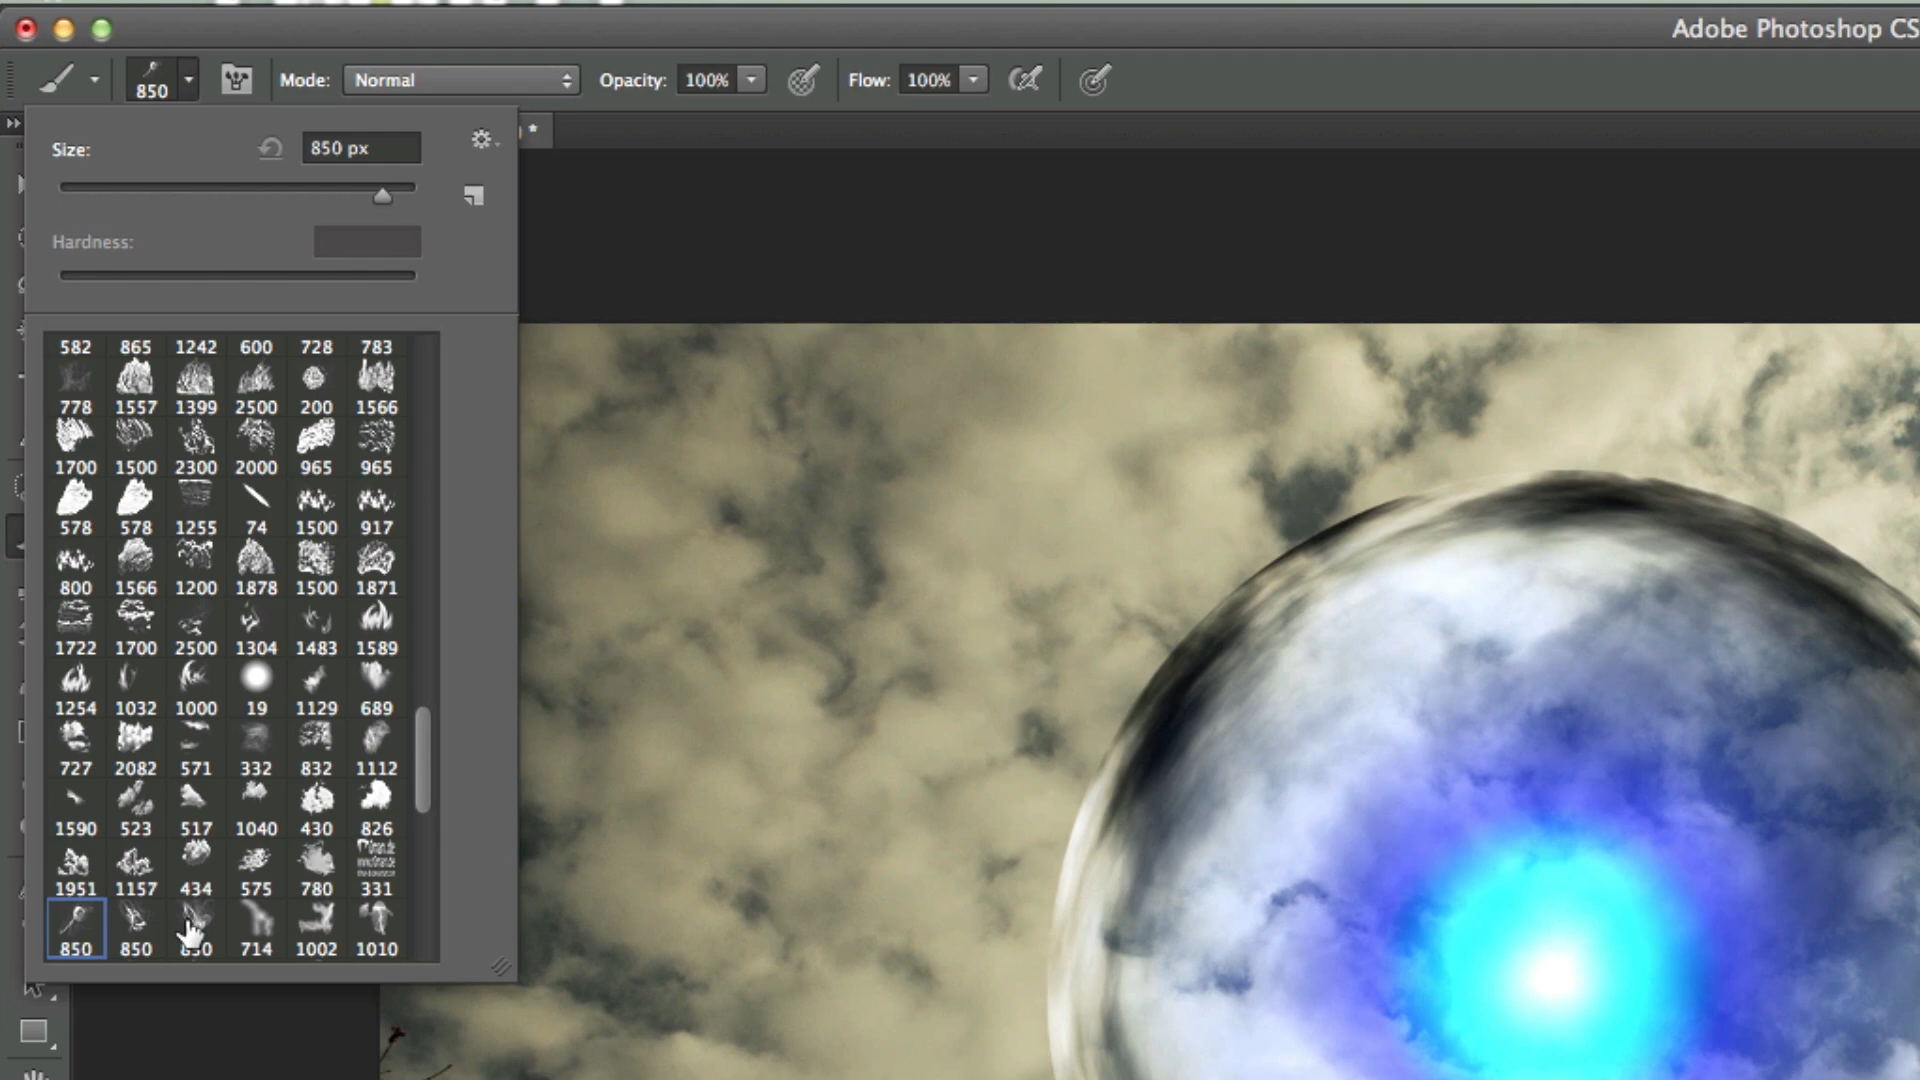 Adobe Photoshop CS
850
Mode: Normal
Opacity: 100%
Flow: 100%
*
Size: 850 px
Hardness:
582 865 1242 600 728 783
778 1557 1399 2500 200 1566
1700 1500 2300 2000 965 965
578 578 1255 74 1500 917
800 1566 1200 1878 1500 1871
1722 1700 2500 1304 1483 1589
1254 1032 1000 19 1129 689
727 2082 571 332 832 1112
1590 523 517 1040 430 826
1951 1157 434 575 780 331
850 850 850 714 1002 1010